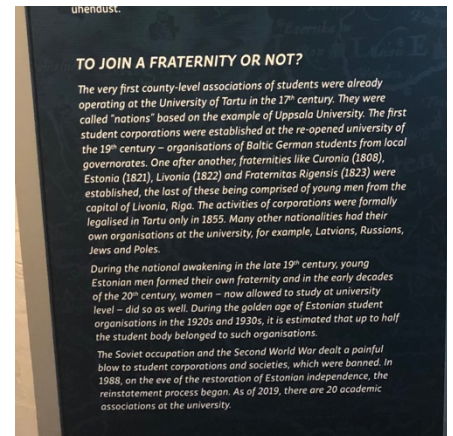 unendust.
TO JOIN A FRATERNITY OR NOT?
The very first county-level associations of students were already
operating at the University of Tartu in the 17th century. They were
called "nations" based on the example of Uppsala University. The first
student corporations were established at the re-opened university of
the 19th century – organisations of Baltic German students from local
governorates. One after another, fraternities like Curonia (1808),
Estonia (1821), Livonia (1822) and Fraternitas Rigensis (1823) were
established, the last of these being comprised of young men from the
capital of Livonia, Riga. The activities of corporations were formally
legalised in Tartu only in 1855. Many other nationalities had their
own organisations at the university, for example, Latvians, Russians,
Jews and Poles.
During the national awakening in the late 19th century, young
Estonian men formed their own fraternity and in the early decades
of the 20th century, women – now allowed to study at university
level – did so as well. During the golden age of Estonian student
organisations in the 1920s and 1930s, it is estimated that up to half
the student body belonged to such organisations.
The Soviet occupation and the Second World War dealt a painful
blow to student corporations and societies, which were banned. In
1988, on the eve of the restoration of Estonian independence, the
reinstatement process began. As of 2019, there are 20 academic
associations at the university.